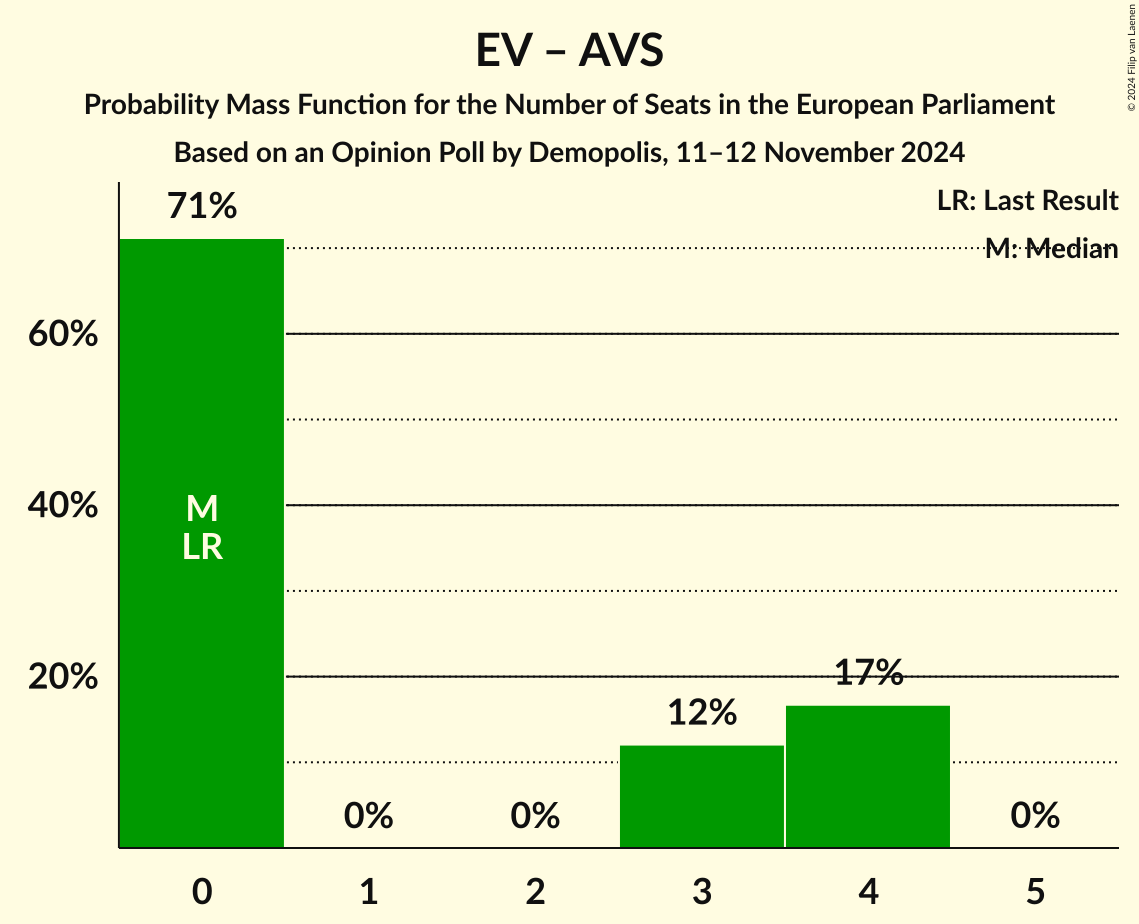 EV – AVS
Probability Mass Function for the Number of Seats in the European Parliament
Based on an Opinion Poll by Demopolis, 11–12 November 2024
© 2024 Filip van Laenen
LR: Last Result
M: Median
71%
60%
40%
20%
M
LR
0%
0%
12%
17%
0%
0
1
2
3
4
5